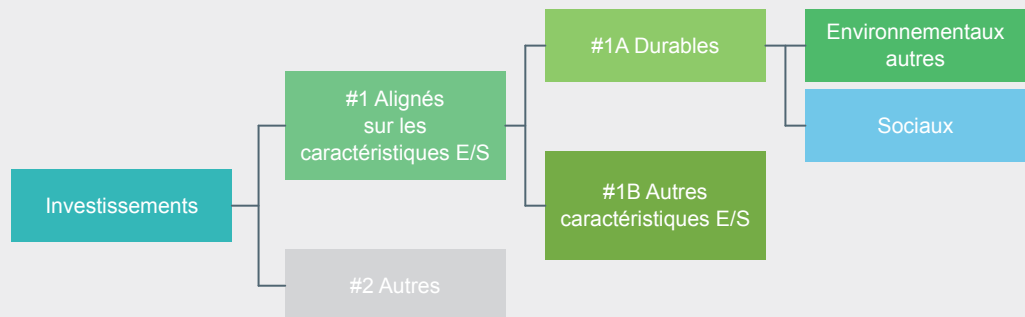 Investissements
#1 Alignés
sur les
caractéristiques E/S
#2 Autres
#1A Durables
#1B Autres
caractéristiques E/S
Environnementaux
autres
Sociaux